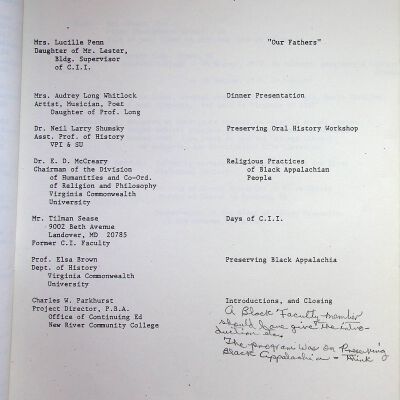 Mrs. Lucille Penn "Our Fathers"
Daughter of Mr. Lester,
Bldg. Supervisor
of C.I.I.
Mrs. Audrey Long Whitlock Dinner Presentation
Artist, Musician, Poet
Daughter of Prof. Long
Dr. Neil Larry Shumsky Preserving Oral History Workshop
Asst. Prof. of History
VPI & SU
Dr. E. D. McCreary Religious Practices
Chairman of the Division of Black Appalachian
of Humanities and Co-Ord. People
of Religion and Philosophy
Virginia Commonwealth
University
Mr. Tilman Sease Days of C.I.I.
9002 Beth Avenue
Landover, MD 20785
Former C.I. Faculty
Prof. Elsa Brown Preserving Black Appalachia
Dept. of History
Virginia Commonwealth
University
Charles W. Parkhurst Introductions, and Closing
Project Director, P.B.A.
Office of Continuing Ed
New River Community College
A Black Faculty member
should have give the intro-
duction
The program was on Preserving
Black Appalachia - Think